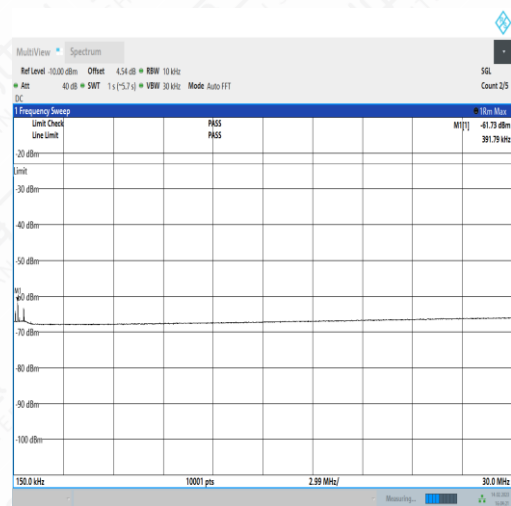 MultiView Spectrum
Ref Level -10.00 dBm Offset 4.54 dB RBW 10 kHz SGL
Att 40 dB SWT 1 s (~5.7 s) VBW 30 kHz Mode Auto FFT Count 2/5
DC
1 Frequency Sweep 1Rm Max
Limit Check PASS M1[1] -61.73 dBm
Line Limit PASS 391.79 kHz
-20 dBm
Limit
-30 dBm
-40 dBm
-50 dBm
M1
-60 dBm
-70 dBm
-80 dBm
-90 dBm
-100 dBm
150.0 kHz 10001 pts 2.99 MHz/ 30.0 MHz
Measuring...